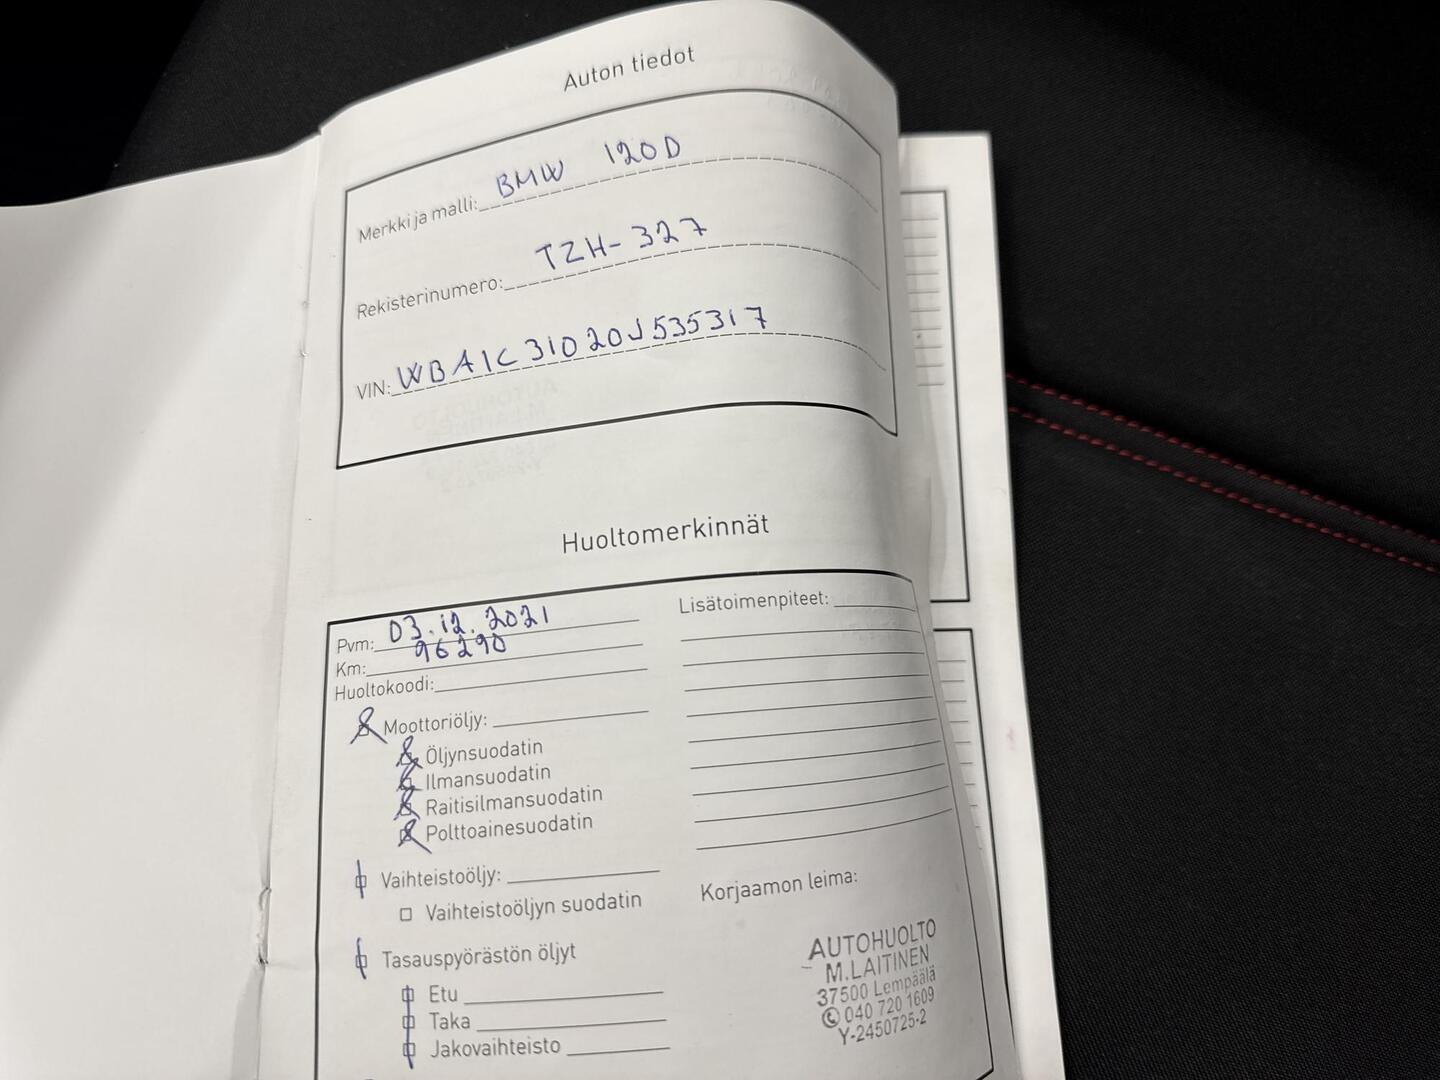 Auton tiedot
Merkki ja malli: BMW 120D
Rekisterinumero: TZH-327
VIN: WBA1C31020J535317
Huoltomerkinnät
Pvm: 03.12.2021
Km: 96290
Huoltokoodi:
Moottoriöljy:
Öljynsuodatin
Ilmansuodatin
Raitisilmansuodatin
Polttoainesuodatin
Vaihteistoöljy:
Vaihteistoöljyn suodatin
Tasauspyörästön öljyt
Etu
Taka
Jakovaihteisto
Lisätoimenpiteet:
Korjaamon leima:
AUTOHUOLTO
M.LAITINEN
37500 Lempäälä
040 720 1609
Y-2450725-2